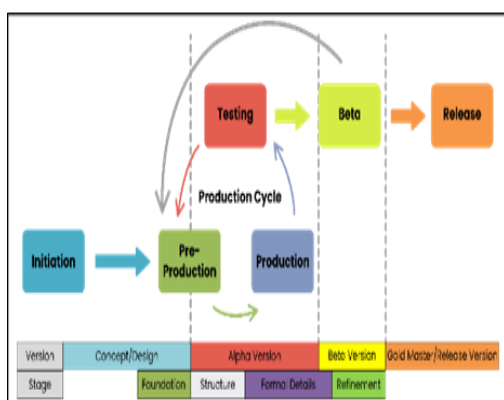 Testing
Beta
Release
Production Cycle
Initiation
Pre-
Production
Production
Version
Concept/Design
Alpha Version
Beta Version
Gold Master/Release Version
Stage
Foundation
Structure
Formal Details
Refinement